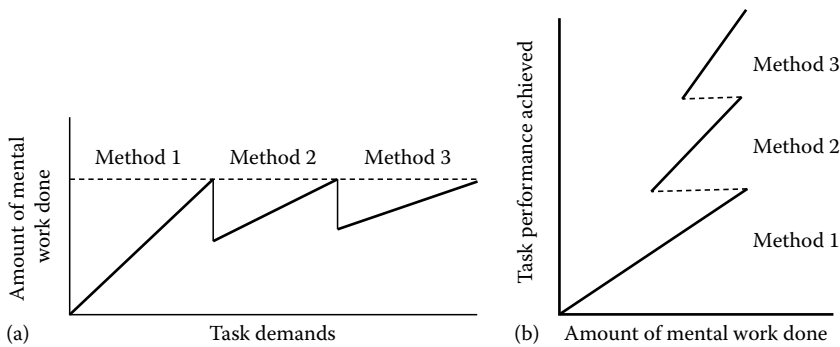 Amount of mental
work done
Method 1
Method 2
Method 3
(a)
Task demands
Task performance achieved
Method 3
Method 2
Method 1
(b)
Amount of mental work done